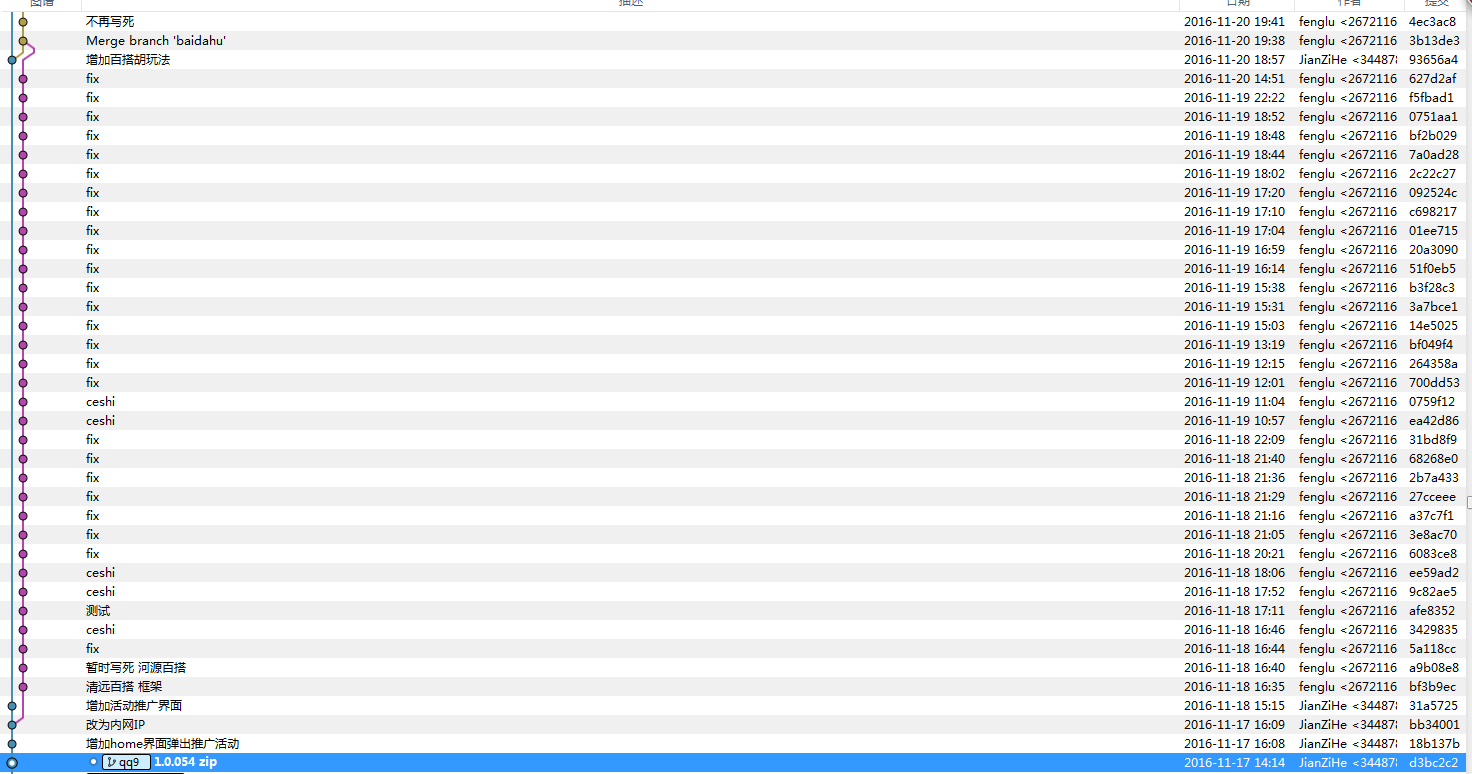 图谱 描述 日期 作者 提交
不再写死 2016-11-20 19:41 fenglu <2672116 4ec3ac8
Merge branch 'baidahu' 2016-11-20 19:38 fenglu <2672116 3b13de3
增加百搭胡玩法 2016-11-20 18:57 JianZiHe <34487 93656a4
fix 2016-11-20 14:51 fenglu <2672116 627d2af
fix 2016-11-19 22:22 fenglu <2672116 f5fbad1
fix 2016-11-19 18:52 fenglu <2672116 0751aa1
fix 2016-11-19 18:48 fenglu <2672116 bf2b029
fix 2016-11-19 18:44 fenglu <2672116 7a0ad28
fix 2016-11-19 18:02 fenglu <2672116 2c22c27
fix 2016-11-19 17:20 fenglu <2672116 092524c
fix 2016-11-19 17:10 fenglu <2672116 c698217
fix 2016-11-19 17:04 fenglu <2672116 01ee715
fix 2016-11-19 16:59 fenglu <2672116 20a3090
fix 2016-11-19 16:14 fenglu <2672116 51f0eb5
fix 2016-11-19 15:38 fenglu <2672116 b3f28c3
fix 2016-11-19 15:31 fenglu <2672116 3a7bce1
fix 2016-11-19 15:03 fenglu <2672116 14e5025
fix 2016-11-19 13:19 fenglu <2672116 bf049f4
fix 2016-11-19 12:15 fenglu <2672116 264358a
fix 2016-11-19 12:01 fenglu <2672116 700dd53
ceshi 2016-11-19 11:04 fenglu <2672116 0759f12
ceshi 2016-11-19 10:57 fenglu <2672116 ea42d86
fix 2016-11-18 22:09 fenglu <2672116 31bd8f9
fix 2016-11-18 21:40 fenglu <2672116 68268e0
fix 2016-11-18 21:36 fenglu <2672116 2b7a433
fix 2016-11-18 21:29 fenglu <2672116 27cceee
fix 2016-11-18 21:16 fenglu <2672116 a37c7f1
fix 2016-11-18 21:05 fenglu <2672116 3e8ac70
fix 2016-11-18 20:21 fenglu <2672116 6083ce8
ceshi 2016-11-18 18:06 fenglu <2672116 ee59ad2
ceshi 2016-11-18 17:52 fenglu <2672116 9c82ae5
测试 2016-11-18 17:11 fenglu <2672116 afe8352
ceshi 2016-11-18 16:46 fenglu <2672116 3429835
fix 2016-11-18 16:44 fenglu <2672116 5a118cc
暂时写死 河源百搭 2016-11-18 16:40 fenglu <2672116 a9b08e8
清远百搭 框架 2016-11-18 16:35 fenglu <2672116 bf3b9ec
增加活动推广界面 2016-11-18 15:15 JianZiHe <34487 31a5725
改为内网IP 2016-11-17 16:09 JianZiHe <34487 bb34001
增加home界面弹出推广活动 2016-11-17 16:08 JianZiHe <34487 18b137b
qq9 1.0.054 zip 2016-11-17 14:14 JianZiHe <34487 d3bc2c2